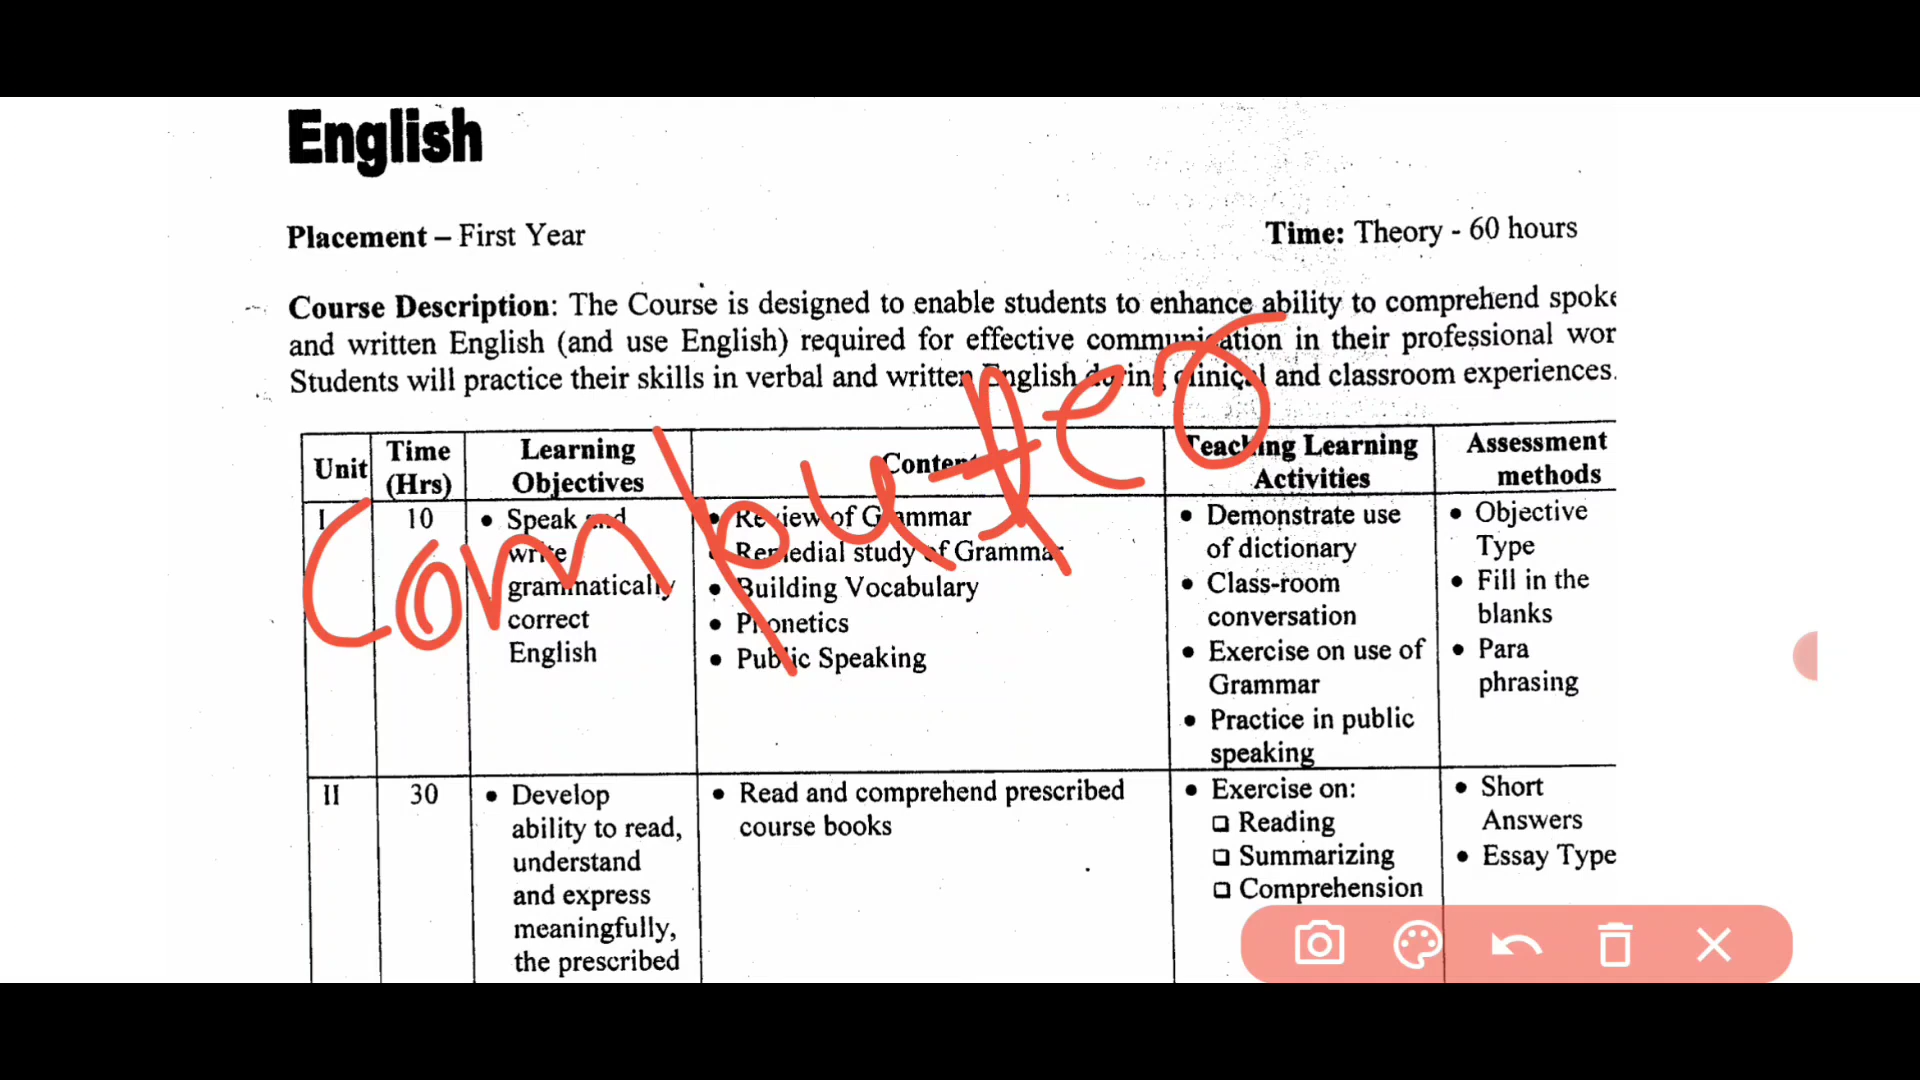 English
Placement – First Year
Time: Theory - 60 hours
Course Description: The Course is designed to enable students to enhance ability to comprehend spoke
and written English (and use English) required for effective communication in their professional wor
Students will practice their skills in verbal and written English during clinical and classroom experiences.
Unit
Time
(Hrs)
Learning
Objectives
Content
Teaching Learning
Activities
Assessment
methods
I
10
• Speak and
write
grammatically
correct
English
• Review of Grammar
• Remedial study of Grammar
• Building Vocabulary
• Phonetics
• Public Speaking
• Demonstrate use
of dictionary
• Class-room
conversation
• Exercise on use of
Grammar
• Practice in public
speaking
• Objective
Type
• Fill in the
blanks
• Para
phrasing
II
30
• Develop
ability to read,
understand
and express
meaningfully,
the prescribed
• Read and comprehend prescribed
course books
• Exercise on:
❑ Reading
❑ Summarizing
❑ Comprehension
• Short
Answers
• Essay Type
Computer